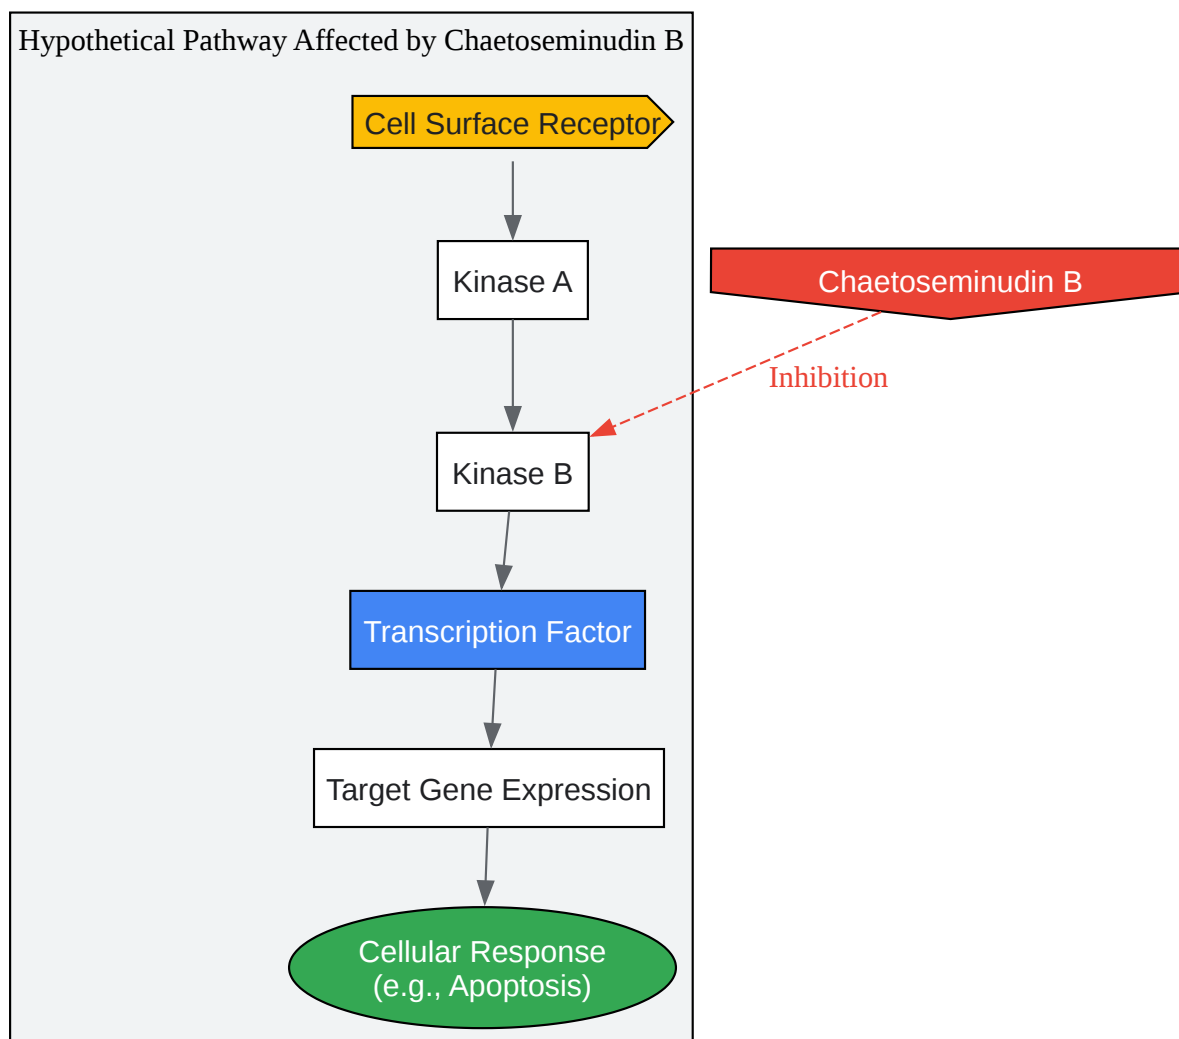 Hypothetical Pathway Affected by Chaetoseminudin B
Cell Surface Receptor
Kinase A
Chaetoseminudin B
Inhibition
Kinase B
Transcription Factor
Target Gene Expression
Cellular Response
(e.g., Apoptosis)